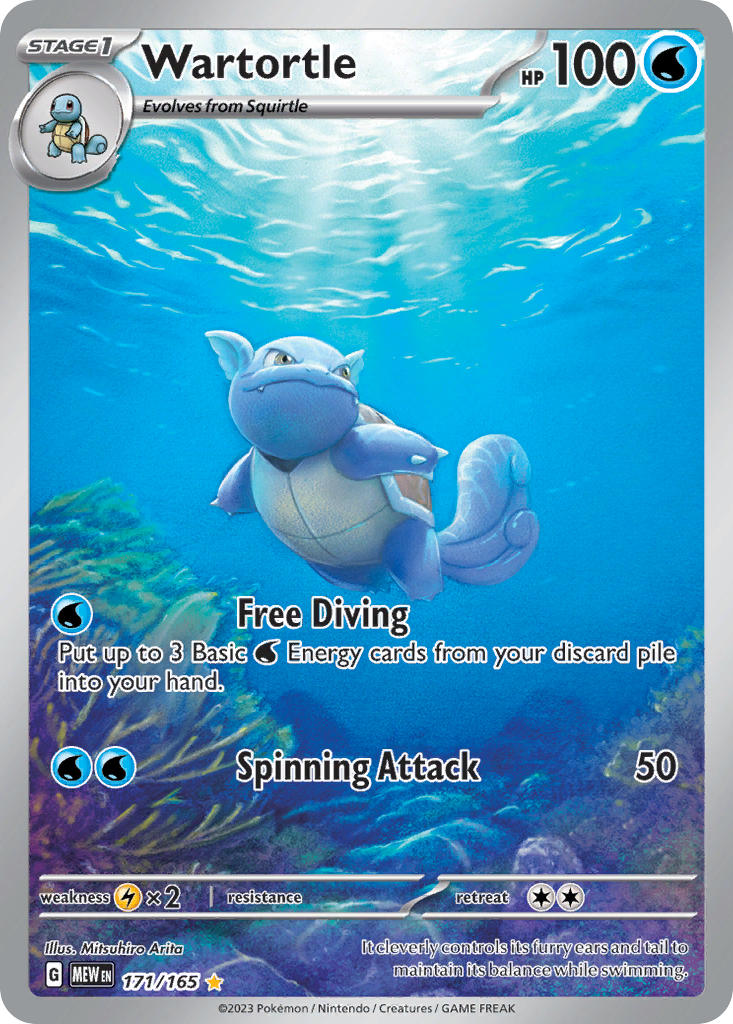 STAGE1
Wartortle
HP 100
Evolves from Squirtle
Free Diving
Put up to 3 Basic Energy cards from your discard pile
into your hand.
Spinning Attack 50
weakness ×2 resistance retreat
Illus. Mitsuhiro Arita
It cleverly controls its furry ears and tail to
maintain its balance while swimming.
G MEW EN 171/165
©2023 Pokémon / Nintendo / Creatures / GAME FREAK